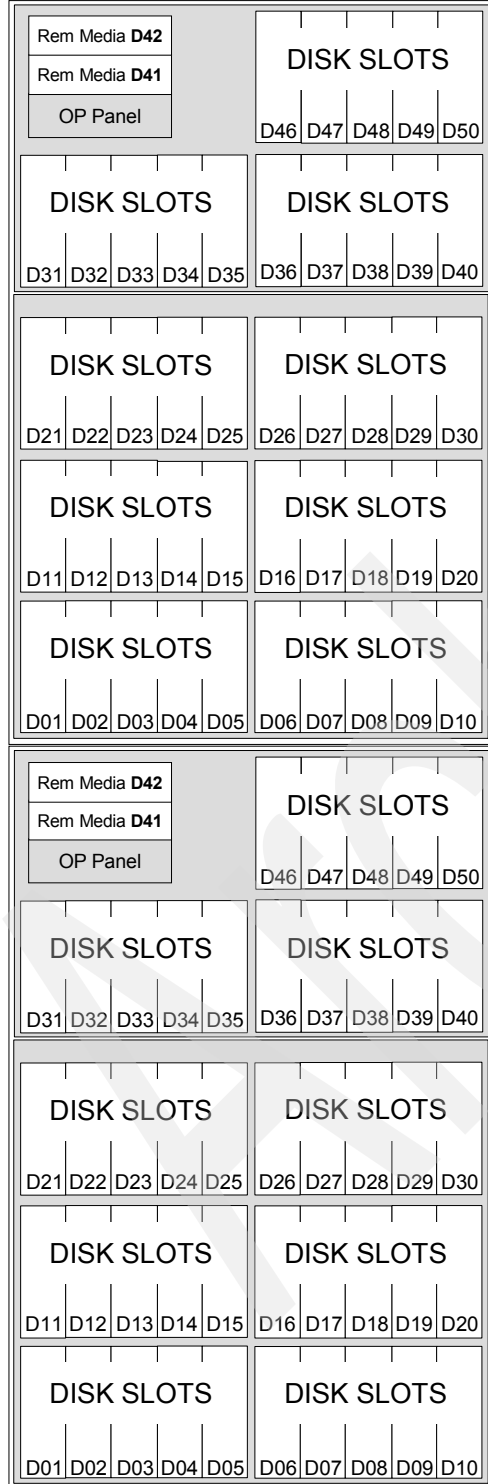 Rem Media D42
Rem Media D41
OP Panel
DISK SLOTS
D46 D47 D48 D49 D50
DISK SLOTS DISK SLOTS
D31 D32 D33 D34 D35 D36 D37 D38 D39 D40
DISK SLOTS DISK SLOTS
D21 D22 D23 D24 D25 D26 D27 D28 D29 D30
DISK SLOTS DISK SLOTS
D11 D12 D13 D14 D15 D16 D17 D18 D19 D20
DISK SLOTS DISK SLOTS
D01 D02 D03 D04 D05 D06 D07 D08 D09 D10
Rem Media D42
Rem Media D41
OP Panel
DISK SLOTS
D46 D47 D48 D49 D50
DISK SLOTS DISK SLOTS
D31 D32 D33 D34 D35 D36 D37 D38 D39 D40
DISK SLOTS DISK SLOTS
D21 D22 D23 D24 D25 D26 D27 D28 D29 D30
DISK SLOTS DISK SLOTS
D11 D12 D13 D14 D15 D16 D17 D18 D19 D20
DISK SLOTS DISK SLOTS
D01 D02 D03 D04 D05 D06 D07 D08 D09 D10